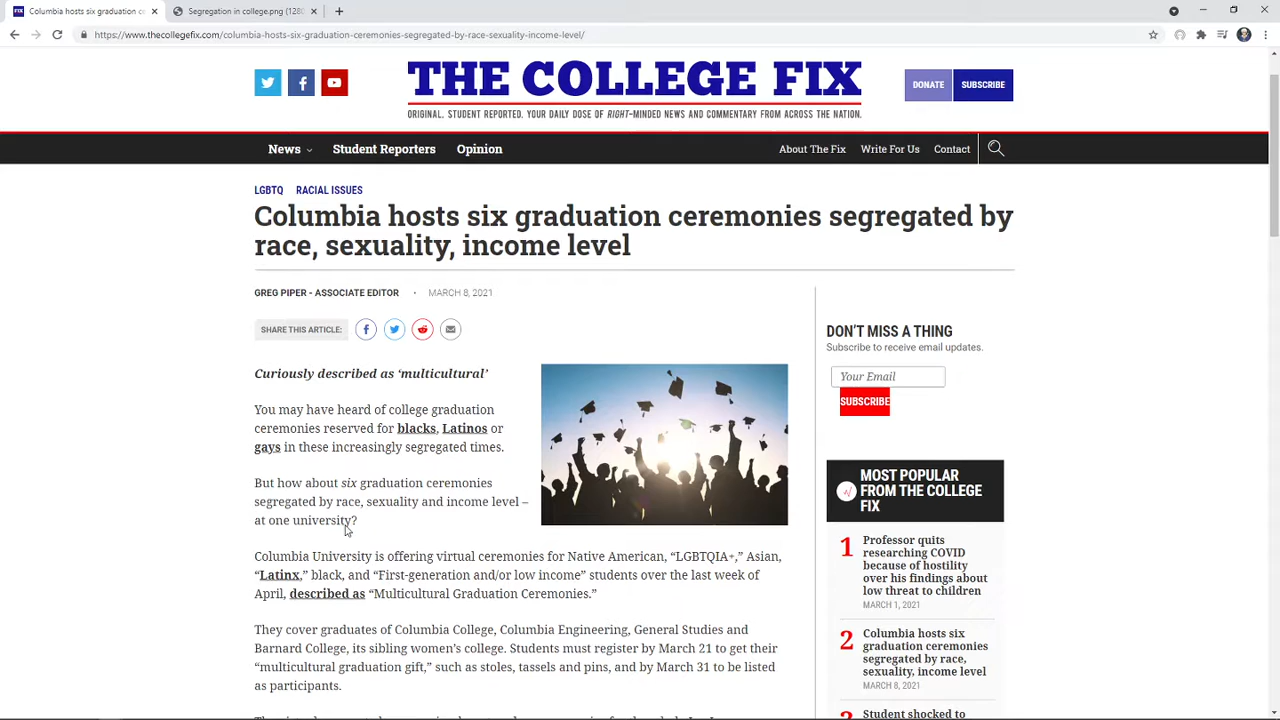 Columbia hosts six graduation ce
Segregation in college.png (1280
https://www.thecollegefix.com/columbia-hosts-six-graduation-ceremonies-segregated-by-race-sexuality-income-level/
THE COLLEGE FIX
ORIGINAL. STUDENT REPORTED. YOUR DAILY DOSE OF RIGHT-MINDED NEWS AND COMMENTARY FROM ACROSS THE NATION.
DONATE
SUBSCRIBE
News
Student Reporters
Opinion
About The Fix
Write For Us
Contact
LGBTQ
RACIAL ISSUES
Columbia hosts six graduation ceremonies segregated by
race, sexuality, income level
GREG PIPER - ASSOCIATE EDITOR • MARCH 8, 2021
SHARE THIS ARTICLE:
Curiously described as ‘multicultural’
You may have heard of college graduation
ceremonies reserved for blacks, Latinos or
gays in these increasingly segregated times.
But how about six graduation ceremonies
segregated by race, sexuality and income level –
at one university?
Columbia University is offering virtual ceremonies for Native American, “LGBTQIA+,” Asian,
“Latinx,” black, and “First-generation and/or low income” students over the last week of
April, described as “Multicultural Graduation Ceremonies.”
They cover graduates of Columbia College, Columbia Engineering, General Studies and
Barnard College, its sibling women’s college. Students must register by March 21 to get their
“multicultural graduation gift,” such as stoles, tassels and pins, and by March 31 to be listed
as participants.
DON’T MISS A THING
Subscribe to receive email updates.
Your Email
SUBSCRIBE
MOST POPULAR
FROM THE COLLEGE
FIX
1
Professor quits
researching COVID
because of hostility
over his findings about
low threat to children
MARCH 1, 2021
2
Columbia hosts six
graduation ceremonies
segregated by race,
sexuality, income level
MARCH 8, 2021
Student shocked to